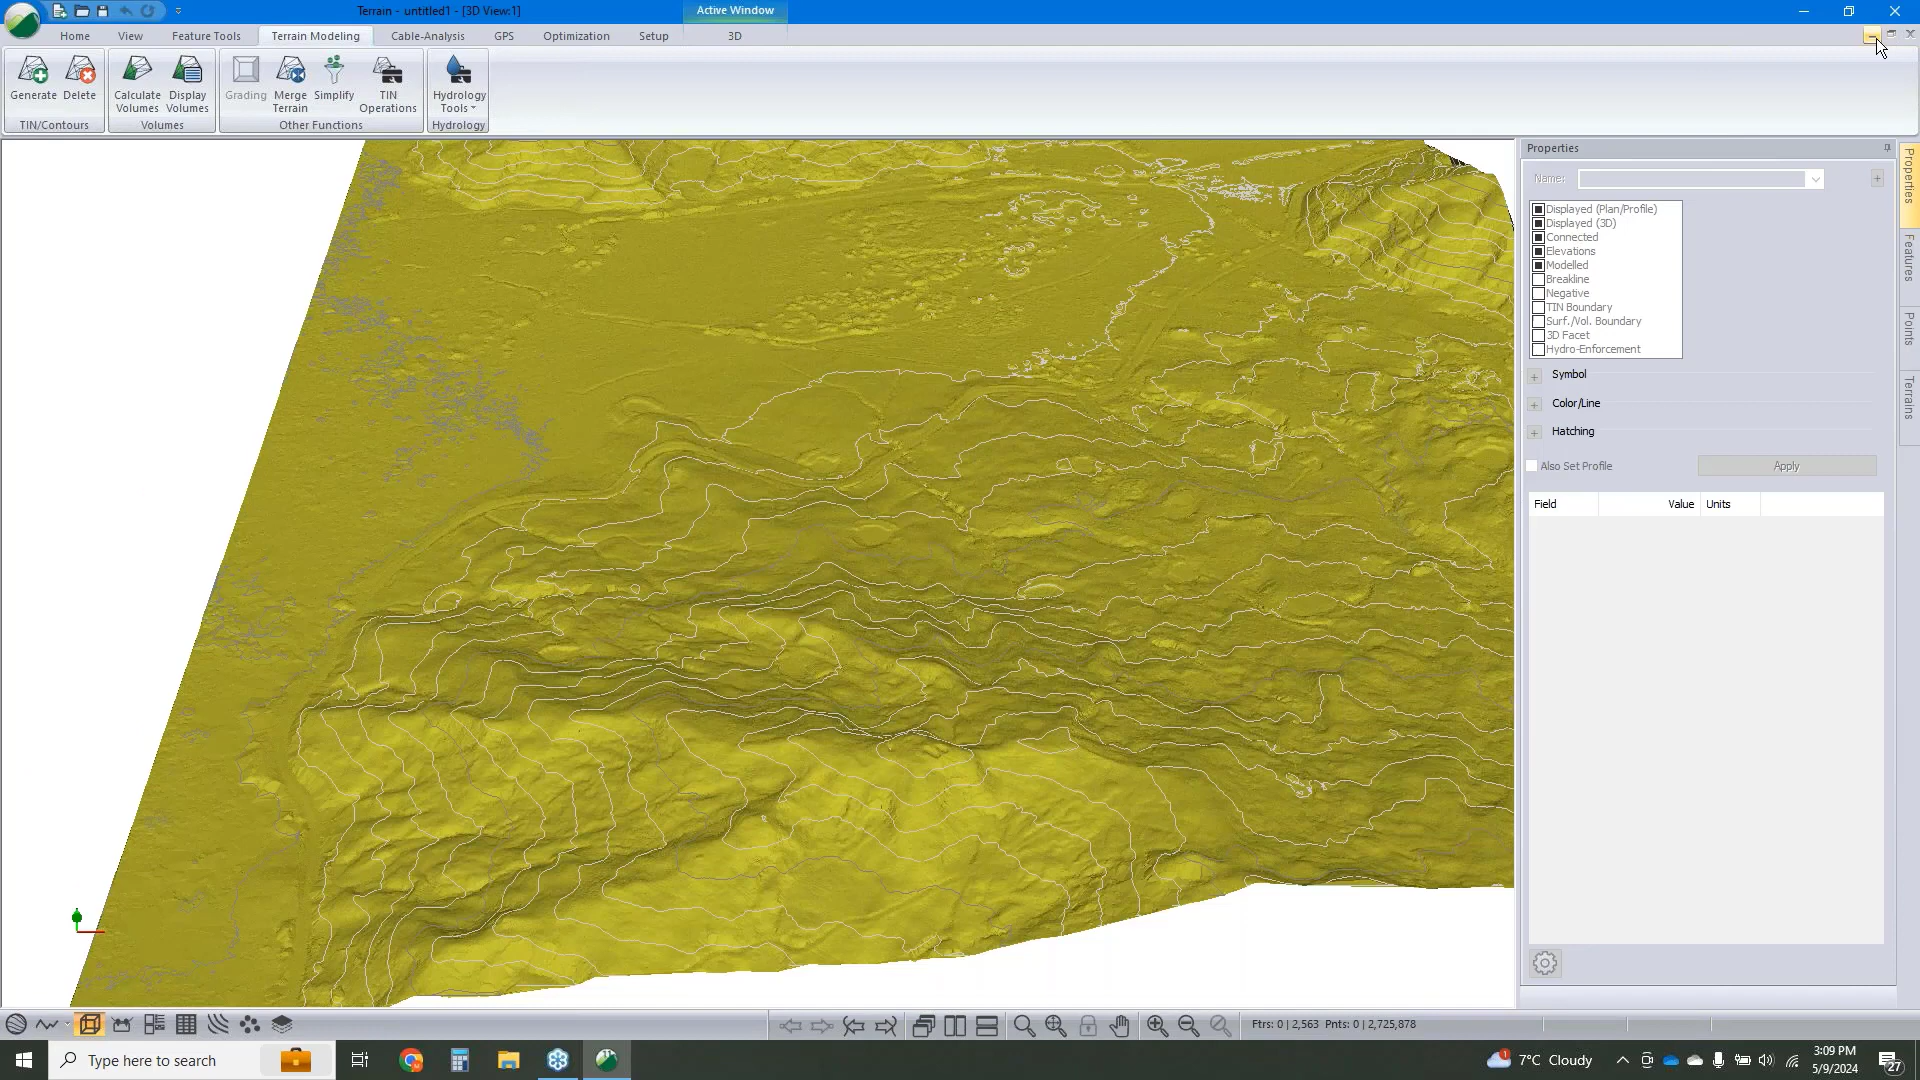 Terrain - untitled1 - [3D View:1]
Active Window
Home
View
Feature Tools
Terrain Modeling
Cable-Analysis
GPS
Optimization
Setup
3D
Generate
Delete
TIN/Contours
Calculate
Volumes
Display
Volumes
Volumes
Grading
Merge
Terrain
Simplify
TIN
Operations
Other Functions
Hydrology
Tools
Hydrology
Properties
Name:
Displayed (Plan/Profile)
Displayed (3D)
Connected
Elevations
Modelled
Breakline
Negative
TIN Boundary
Surf./Vol. Boundary
3D Facet
Hydro-Enforcement
Symbol
Color/Line
Hatching
Also Set Profile
Apply
Field
Value
Units
Properties
Features
Points
Terrains
Ftrs: 0 | 2,563 Pnts: 0 | 2,725,878
Type here to search
1
7°C Cloudy
3:09 PM
5/9/2024
27